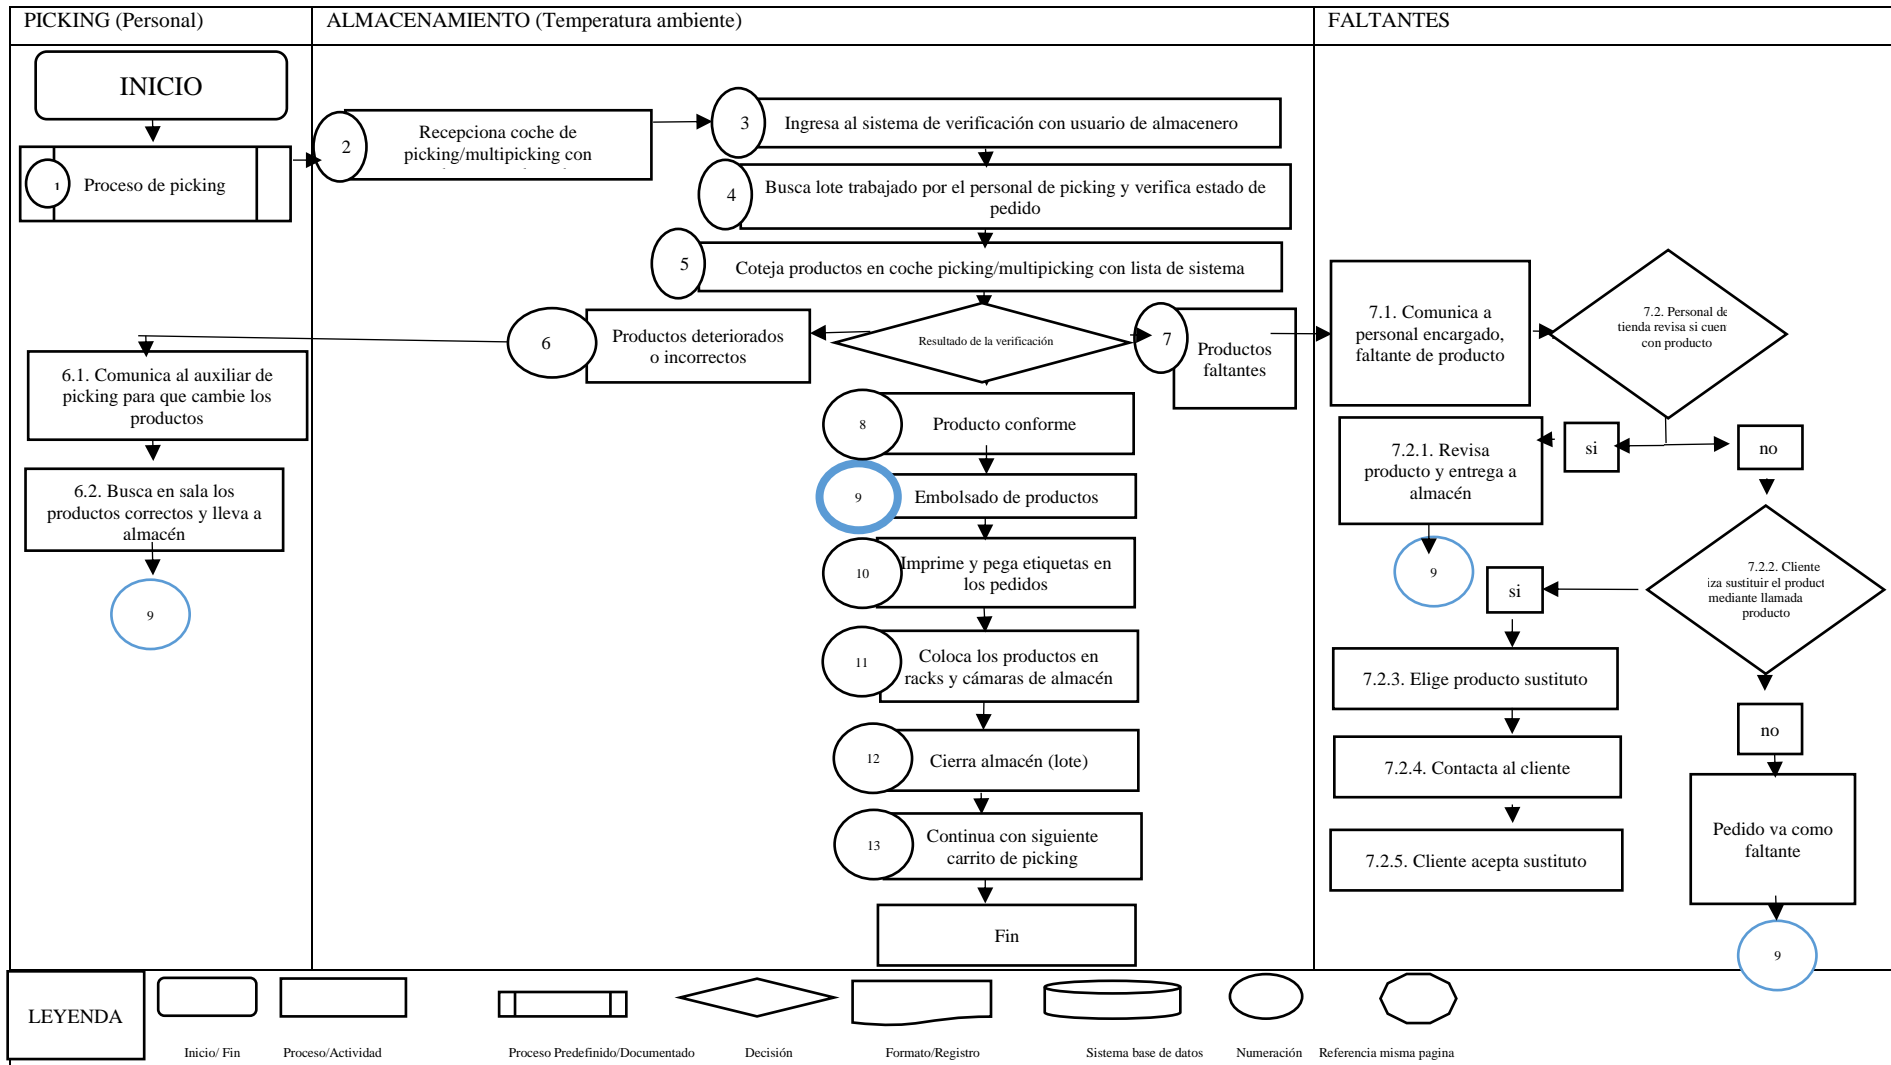 PICKING (Personal)
ALMACENAMIENTO (Temperatura ambiente)
FALTANTES
INICIO
1
Proceso de picking
2
Recepciona coche de
picking/multipicking con
3
Ingresa al sistema de verificación con usuario de almacenero
4
Busca lote trabajado por el personal de picking y verifica estado de
pedido
5
Coteja productos en coche picking/multipicking con lista de sistema
Resultado de la verificación
6
Productos deteriorados
o incorrectos
7
Productos
faltantes
6.1. Comunica al auxiliar de
picking para que cambie los
productos
6.2. Busca en sala los
productos correctos y lleva a
almacén
9
8
Producto conforme
9
Embolsado de productos
10
Imprime y pega etiquetas en
los pedidos
11
Coloca los productos en
racks y cámaras de almacén
12
Cierra almacén (lote)
13
Continua con siguiente
carrito de picking
Fin
7.1. Comunica a
personal encargado,
faltante de producto
7.2. Personal de
tienda revisa si cuen
con producto
si
no
7.2.1. Revisa
producto y entrega a
almacén
9
7.2.2. Cliente
iza sustituir el product
mediante llamada
producto
si
no
7.2.3. Elige producto sustituto
7.2.4. Contacta al cliente
7.2.5. Cliente acepta sustituto
Pedido va como
faltante
9
LEYENDA
Inicio/ Fin
Proceso/Actividad
Proceso Predefinido/Documentado
Decisión
Formato/Registro
Sistema base de datos
Numeración
Referencia misma pagina